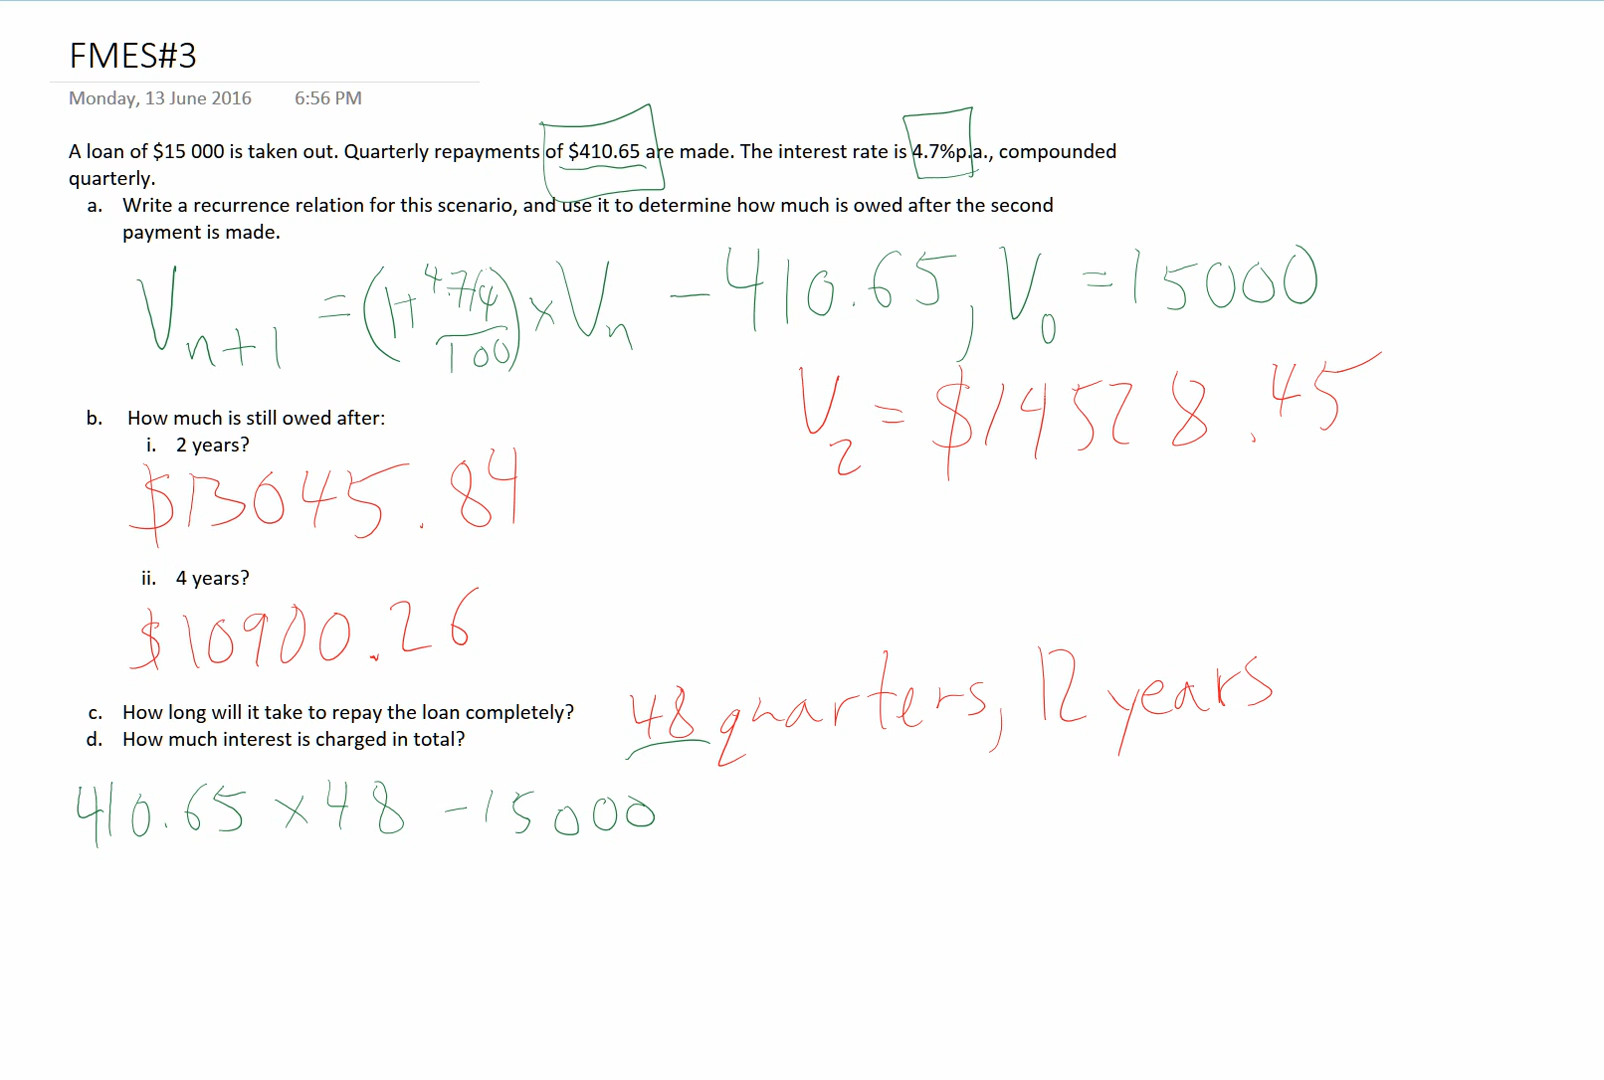 FMES#3
Monday, 13 June 2016 6:56 PM
A loan of $15 000 is taken out. Quarterly repayments of $410.65 are made. The interest rate is 4.7%p.a., compounded
quarterly.
a. Write a recurrence relation for this scenario, and use it to determine how much is owed after the second
payment is made.
Vn+1 = (1+ 4.7/4/100) × Vn - 410.65, V0 = 15000
V2 = $14528.45
b. How much is still owed after:
i. 2 years?
$13045.84
ii. 4 years?
$10900.26
c. How long will it take to repay the loan completely? 48 quarters, 12 years
d. How much interest is charged in total?
410.65 × 48 - 15000